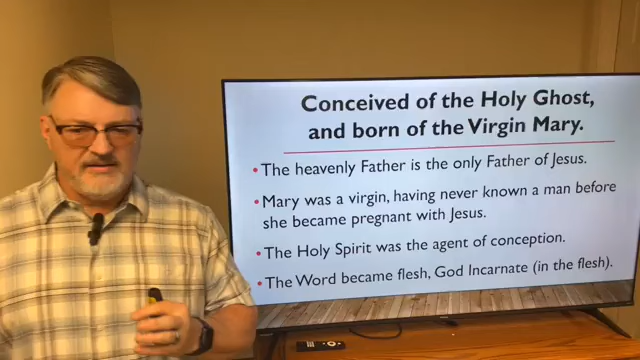 Conceived of the Holy Ghost,
and born of the Virgin Mary.
• The heavenly Father is the only Father of Jesus.
• Mary was a virgin, having never known a man before
she became pregnant with Jesus.
• The Holy Spirit was the agent of conception.
• The Word became flesh, God Incarnate (in the flesh).